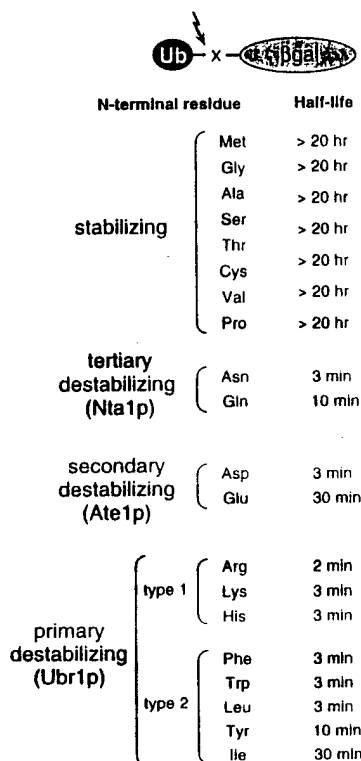 Ub x βgal
N-terminal residue Half-life
stabilizing
Met > 20 hr
Gly > 20 hr
Ala > 20 hr
Ser > 20 hr
Thr > 20 hr
Cys > 20 hr
Val > 20 hr
Pro > 20 hr
tertiary
destabilizing
(Nta1p)
Asn 3 min
Gln 10 min
secondary
destabilizing
(Ate1p)
Asp 3 min
Glu 30 min
primary
destabilizing
(Ubr1p)
type 1
Arg 2 min
Lys 3 min
His 3 min
type 2
Phe 3 min
Trp 3 min
Leu 3 min
Tyr 10 min
Ile 30 min